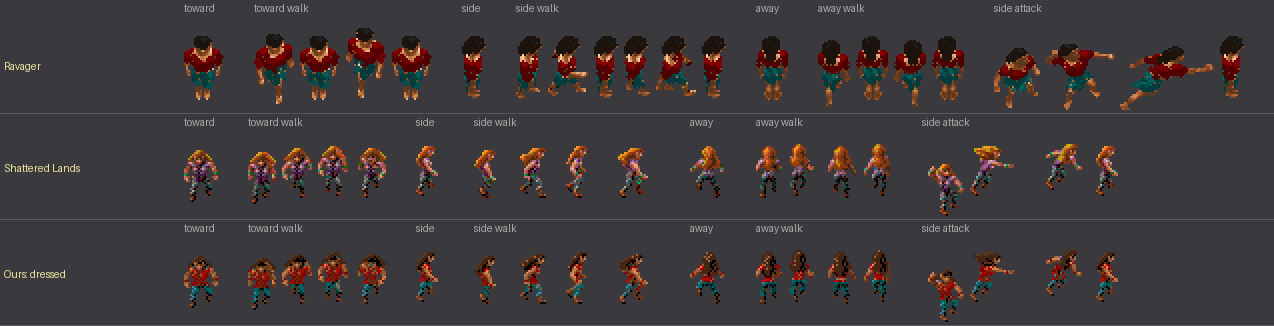 toward toward walk side side walk away away walk side attack
Ravager
toward toward walk side side walk away away walk side attack
Shattered Lands
toward toward walk side side walk away away walk side attack
Ours: dressed